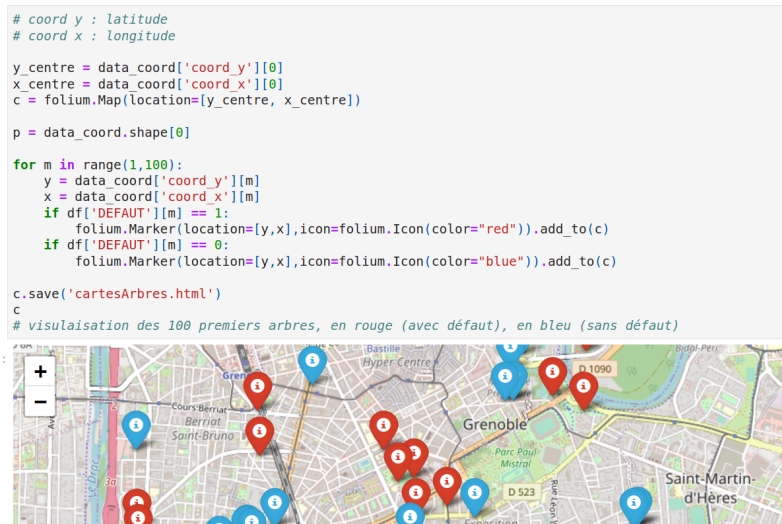 # coord y : latitude
# coord x : longitude
y_centre = data_coord['coord_y'][0]
x_centre = data_coord['coord_x'][0]
c = folium.Map(location=[y_centre, x_centre])
p = data_coord.shape[0]
for m in range(1,100):
    y = data_coord['coord_y'][m]
    x = data_coord['coord_x'][m]
    if df['DEFAUT'][m] == 1:
        folium.Marker(location=[y,x],icon=folium.Icon(color="red")).add_to(c)
    if df['DEFAUT'][m] == 0:
        folium.Marker(location=[y,x],icon=folium.Icon(color="blue")).add_to(c)
c.save('cartesArbres.html')
c
# visulaisation des 100 premiers arbres, en rouge (avec défaut), en bleu (sans défaut)
+
−
Bastille
Hyper-Centre
D 1090
Cours Berriat
Berriat
Saint-Bruno
Grenoble
Parc Paul
Mistral
Le Drac
D 523
Saint-Martin-
d'Hères